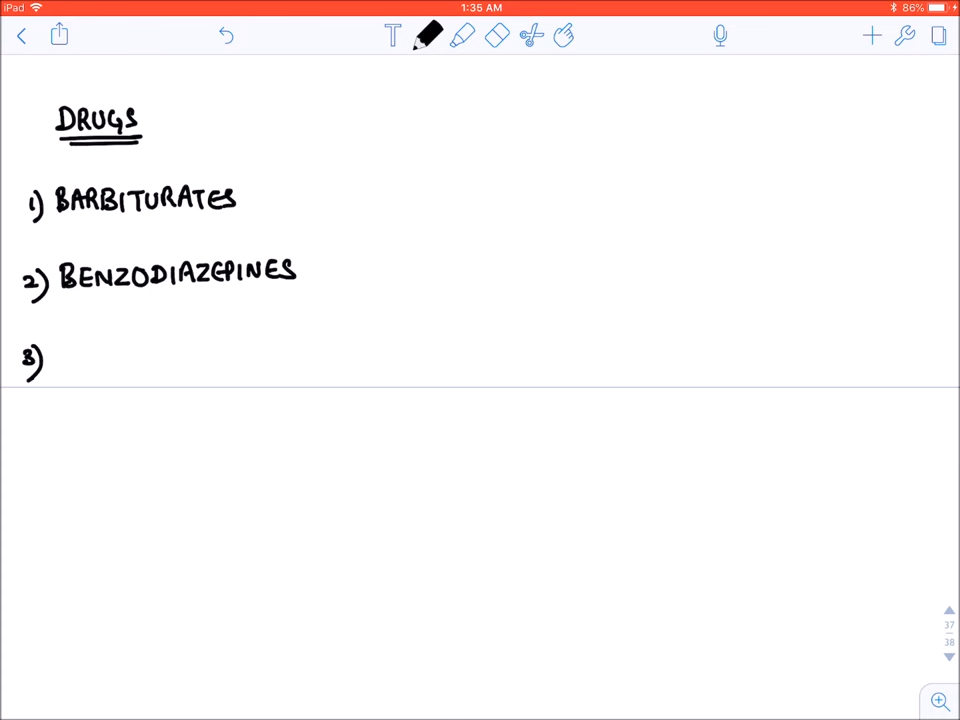 iPad 1:35 AM 86%
T
DRUGS
1) BARBITURATES
2) BENZODIAZEPINES
3)
37
38